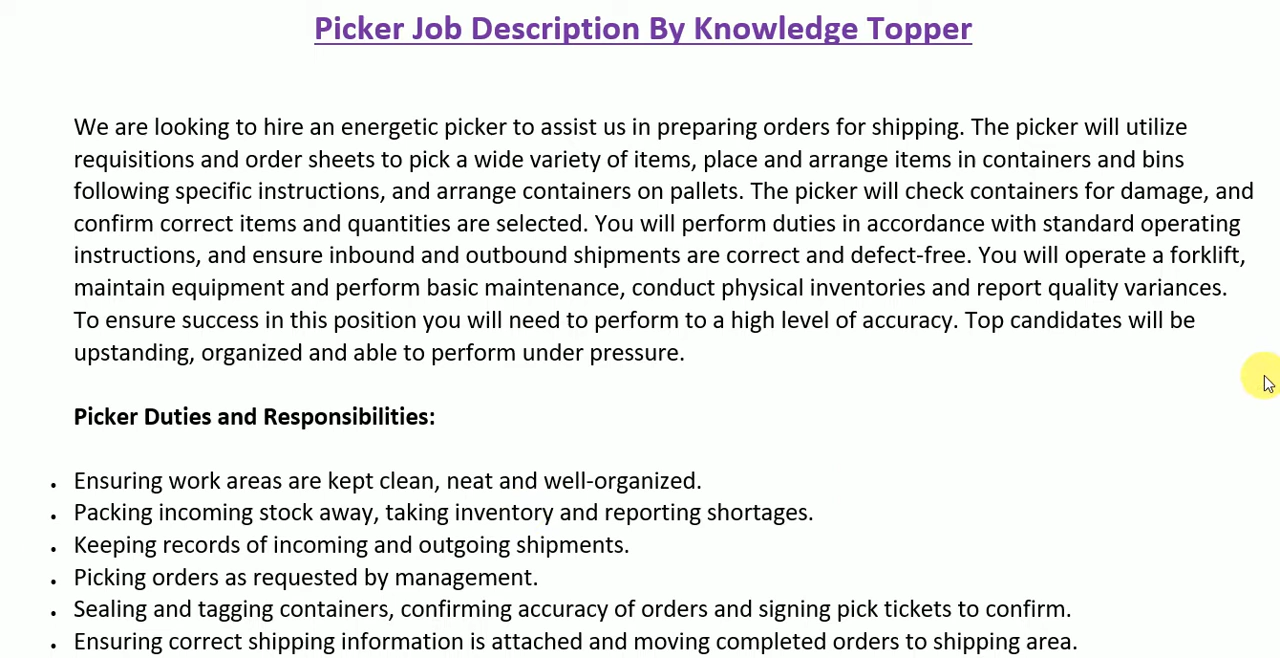 Picker Job Description By Knowledge Topper
We are looking to hire an energetic picker to assist us in preparing orders for shipping. The picker will utilize
requisitions and order sheets to pick a wide variety of items, place and arrange items in containers and bins
following specific instructions, and arrange containers on pallets. The picker will check containers for damage, and
confirm correct items and quantities are selected. You will perform duties in accordance with standard operating
instructions, and ensure inbound and outbound shipments are correct and defect-free. You will operate a forklift,
maintain equipment and perform basic maintenance, conduct physical inventories and report quality variances.
To ensure success in this position you will need to perform to a high level of accuracy. Top candidates will be
upstanding, organized and able to perform under pressure.
Picker Duties and Responsibilities:
• Ensuring work areas are kept clean, neat and well-organized.
• Packing incoming stock away, taking inventory and reporting shortages.
• Keeping records of incoming and outgoing shipments.
• Picking orders as requested by management.
• Sealing and tagging containers, confirming accuracy of orders and signing pick tickets to confirm.
• Ensuring correct shipping information is attached and moving completed orders to shipping area.